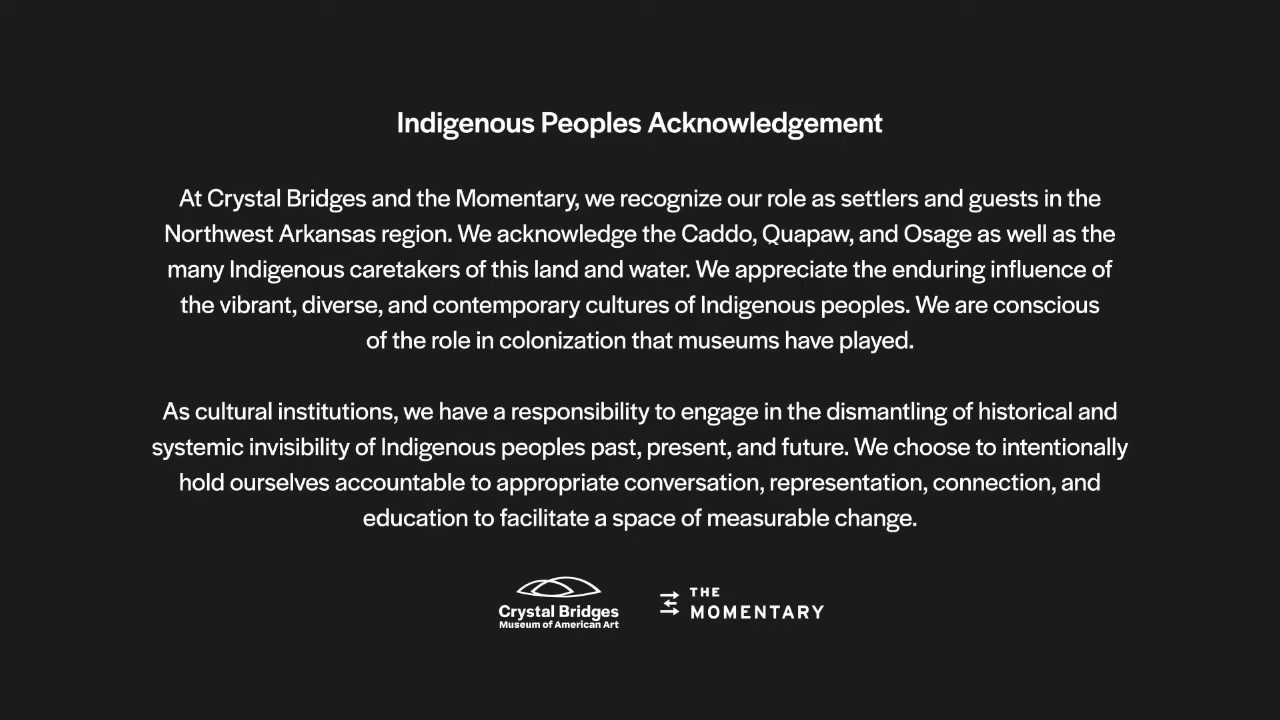 Indigenous Peoples Acknowledgement
At Crystal Bridges and the Momentary, we recognize our role as settlers and guests in the
Northwest Arkansas region. We acknowledge the Caddo, Quapaw, and Osage as well as the
many Indigenous caretakers of this land and water. We appreciate the enduring influence of
the vibrant, diverse, and contemporary cultures of Indigenous peoples. We are conscious
of the role in colonization that museums have played.
As cultural institutions, we have a responsibility to engage in the dismantling of historical and
systemic invisibility of Indigenous peoples past, present, and future. We choose to intentionally
hold ourselves accountable to appropriate conversation, representation, connection, and
education to facilitate a space of measurable change.
Crystal Bridges
Museum of American Art
THE
MOMENTARY